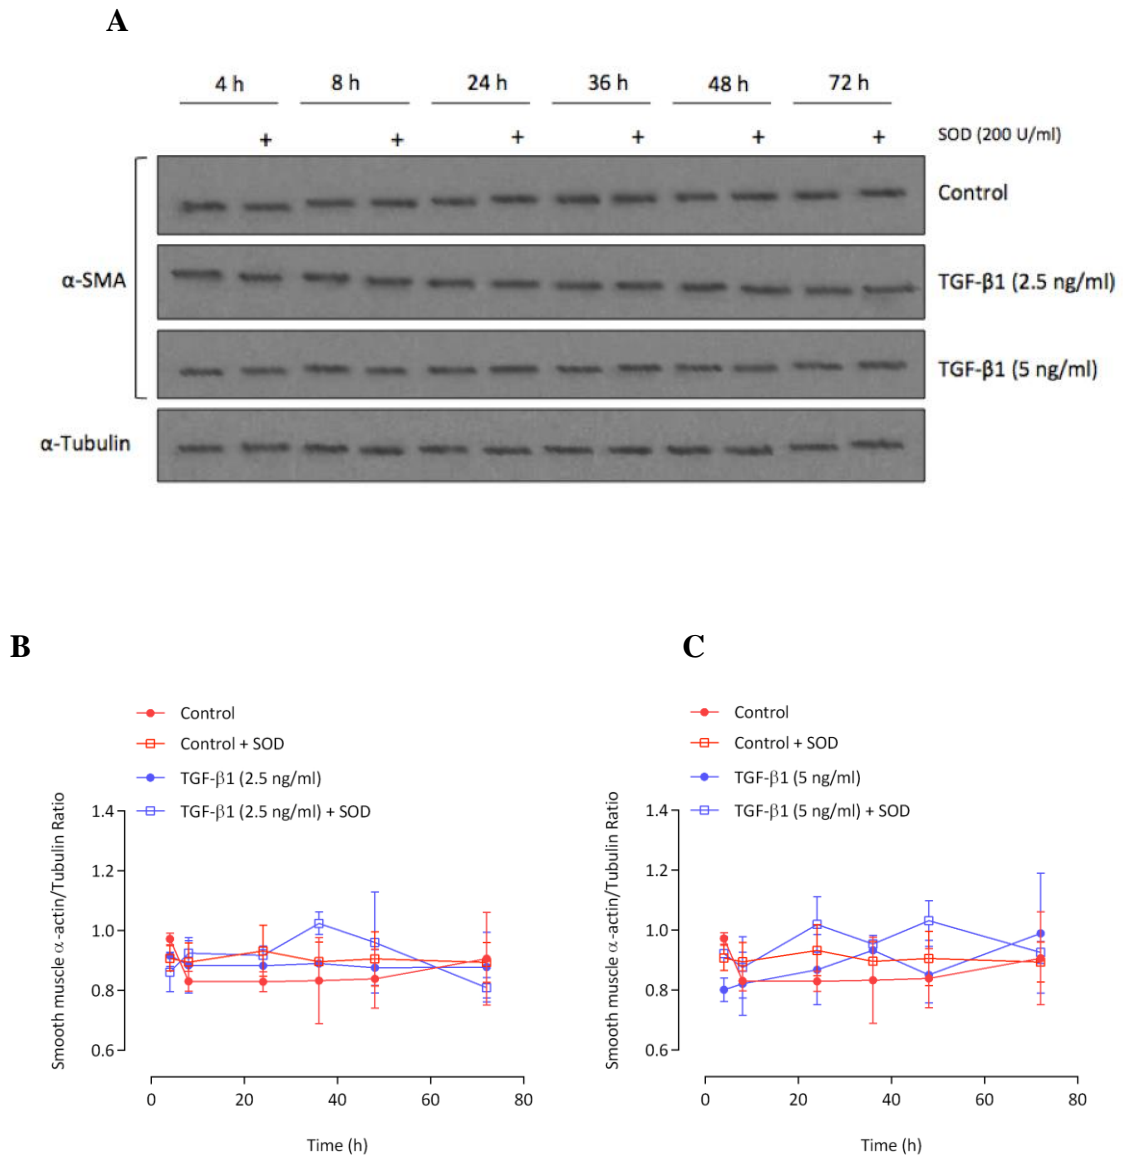 A
4 h 8 h 24 h 36 h 48 h 72 h
+ + + + + + SOD (200 U/ml)
Control
α-SMA TGF-β1 (2.5 ng/ml)
TGF-β1 (5 ng/ml)
α-Tubulin
B
Control
Control + SOD
TGF-β1 (2.5 ng/ml)
TGF-β1 (2.5 ng/ml) + SOD
Smooth muscle α-actin/Tubulin Ratio
1.4
1.2
1.0
0.8
0.6
0 20 40 60 80
Time (h)
C
Control
Control + SOD
TGF-β1 (5 ng/ml)
TGF-β1 (5 ng/ml) + SOD
Smooth muscle α-actin/Tubulin Ratio
1.4
1.2
1.0
0.8
0.6
0 20 40 60 80
Time (h)